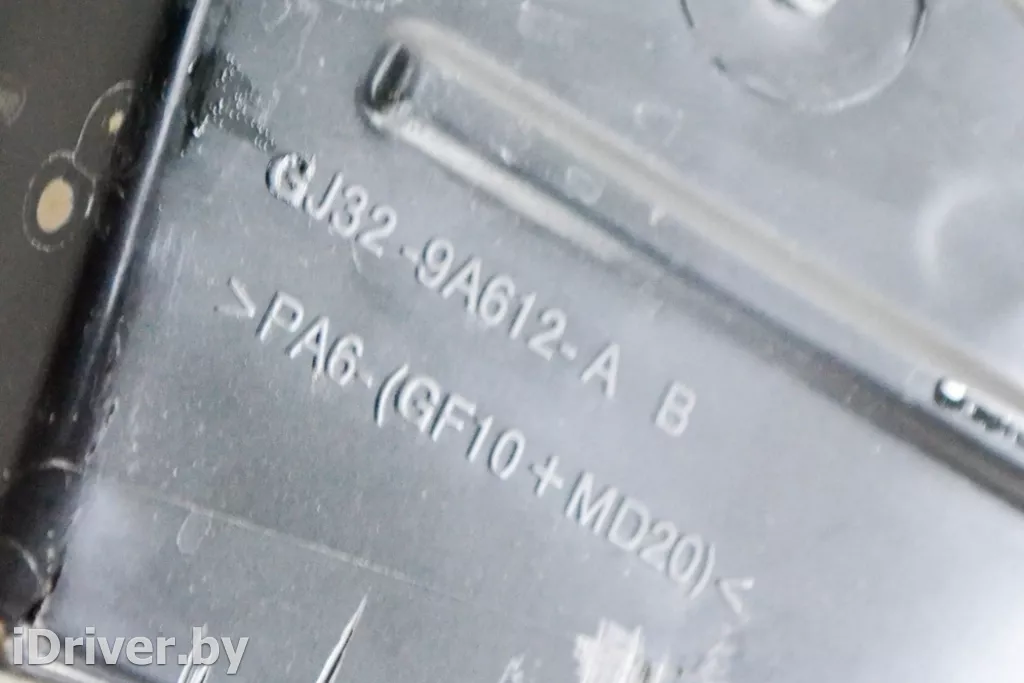 GJ32-9A612-A B
>PA6-(GF10+MD20)<
iDriver.by